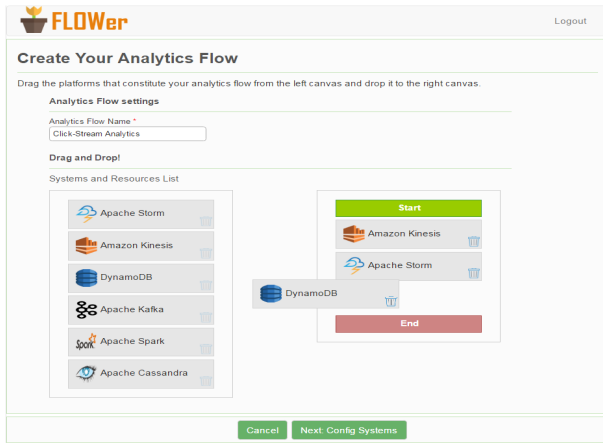 FLOWer
Logout
Create Your Analytics Flow
Drag the platforms that constitute your analytics flow from the left canvas and drop it to the right canvas.
Analytics Flow settings
Analytics Flow Name *
Click-Stream Analytics
Drag and Drop!
Systems and Resources List
Apache Storm
Amazon Kinesis
DynamoDB
Apache Kafka
Spark Apache Spark
Apache Cassandra
Start
Amazon Kinesis
Apache Storm
DynamoDB
End
Cancel
Next: Config Systems